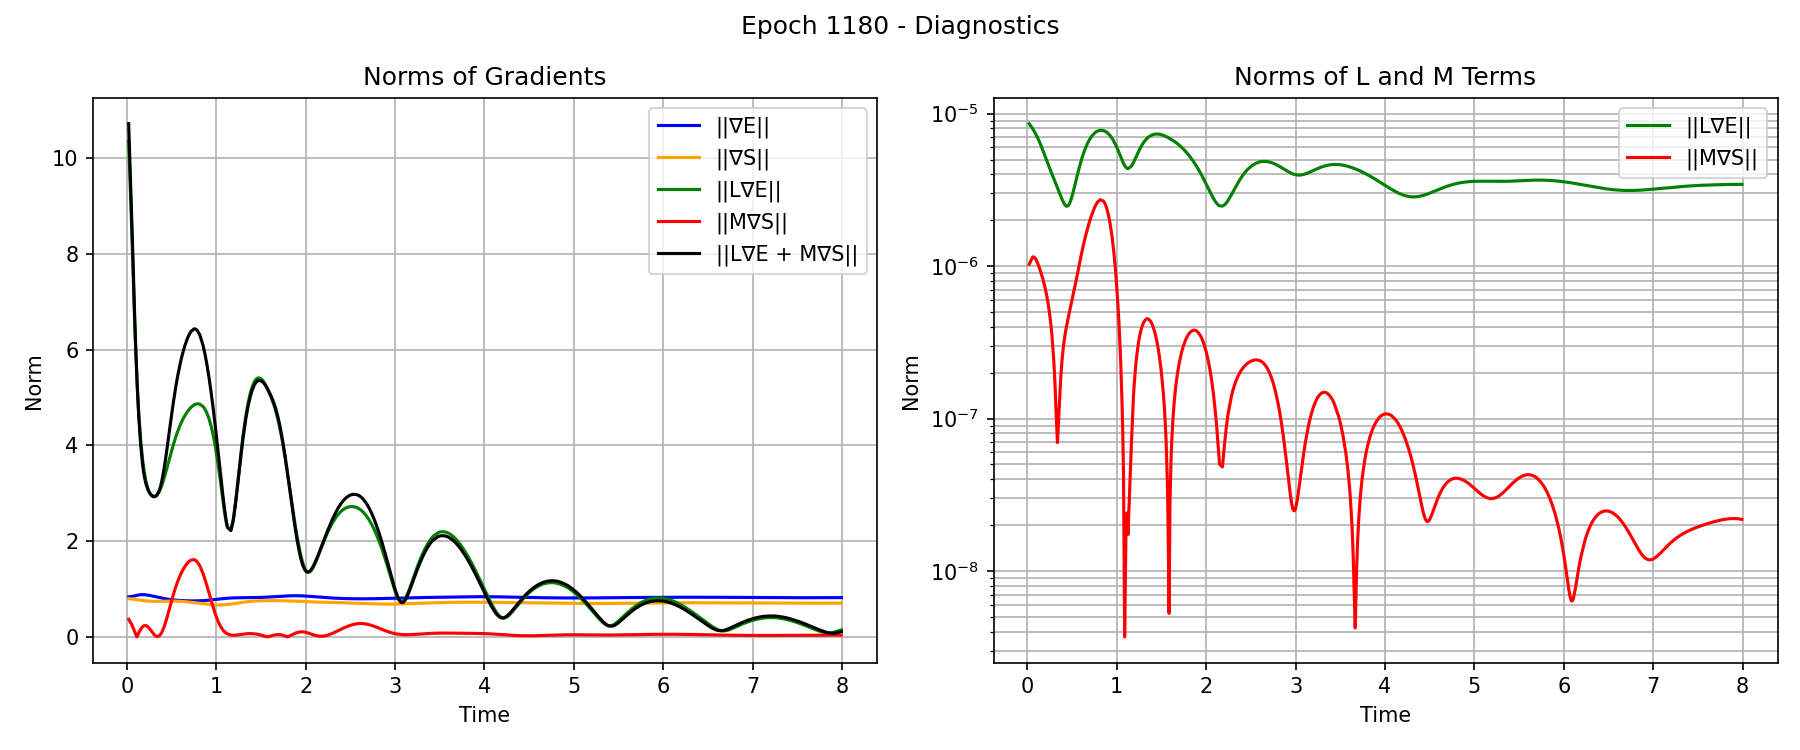 Epoch 1180 - Diagnostics
Norms of Gradients
Norm
10
8
6
4
2
0
||∇E||
||∇S||
||L∇E||
||M∇S||
||L∇E + M∇S||
0 1 2 3 4 5 6 7 8
Time
Norms of L and M Terms
Norm
10⁻⁵
10⁻⁶
10⁻⁷
10⁻⁸
||L∇E||
||M∇S||
0 1 2 3 4 5 6 7 8
Time